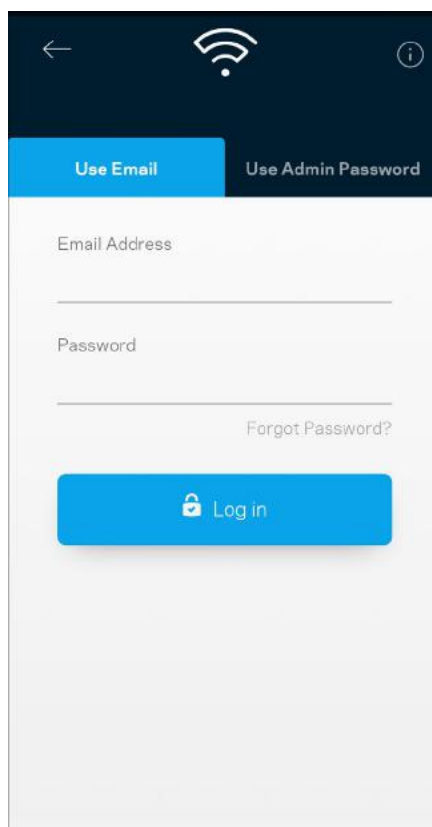 Use Email
Use Admin Password
Email Address
Password
Forgot Password?
Log in